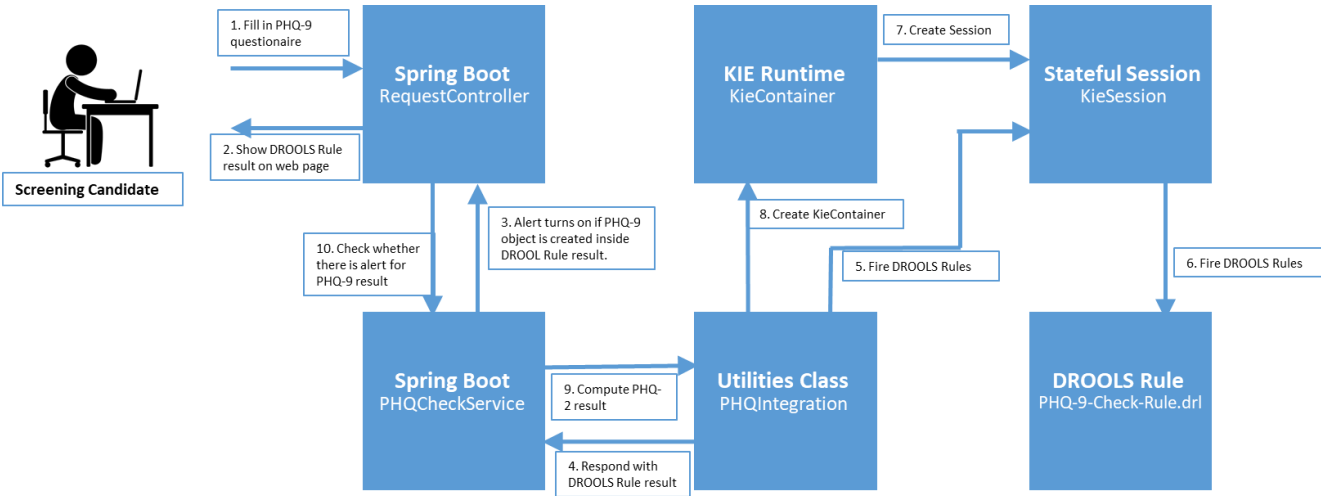 1. Fill in PHQ-9
questionaire
Spring Boot
RequestController
KIE Runtime
KieContainer
7. Create Session
Stateful Session
KieSession
2. Show DROOLS Rule
result on web page
Screening Candidate
3. Alert turns on if PHQ-9
object is created inside
DROOL Rule result.
8. Create KieContainer
10. Check whether
there is alert for
PHQ-9 result
5. Fire DROOLS Rules
6. Fire DROOLS Rules
Spring Boot
PHQCheckService
9. Compute PHQ-
2 result
Utilities Class
PHQIntegration
DROOLS Rule
PHQ-9-Check-Rule.drl
4. Respond with
DROOLS Rule result